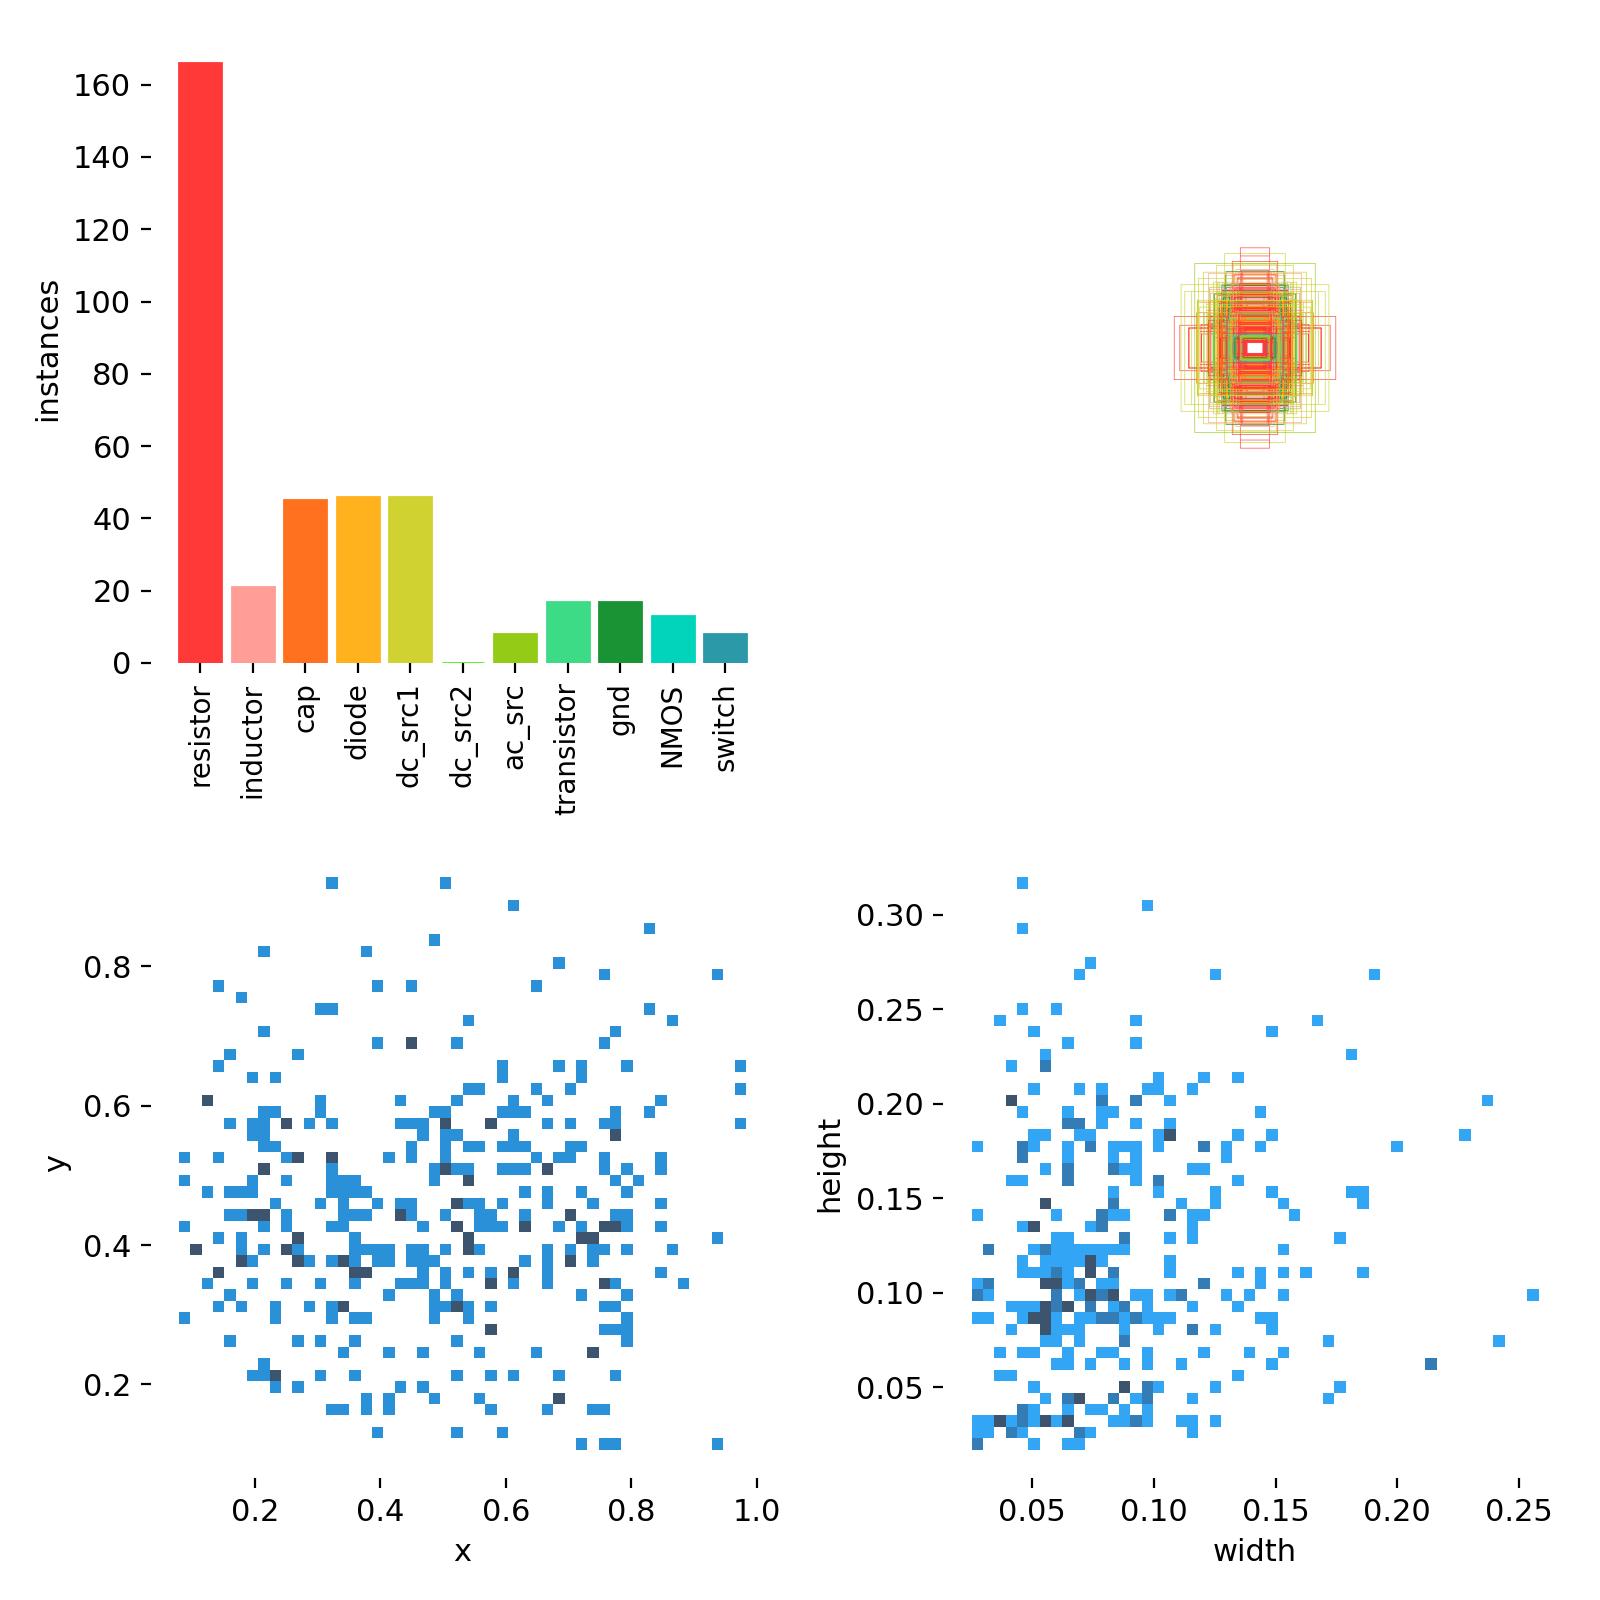 instances
160
140
120
100
80
60
40
20
0
resistor
inductor
cap
diode
dc_src1
dc_src2
ac_src
transistor
gnd
NMOS
switch
y
0.8
0.6
0.4
0.2
0.2 0.4 0.6 0.8 1.0
x
height
0.30
0.25
0.20
0.15
0.10
0.05
0.05 0.10 0.15 0.20 0.25
width